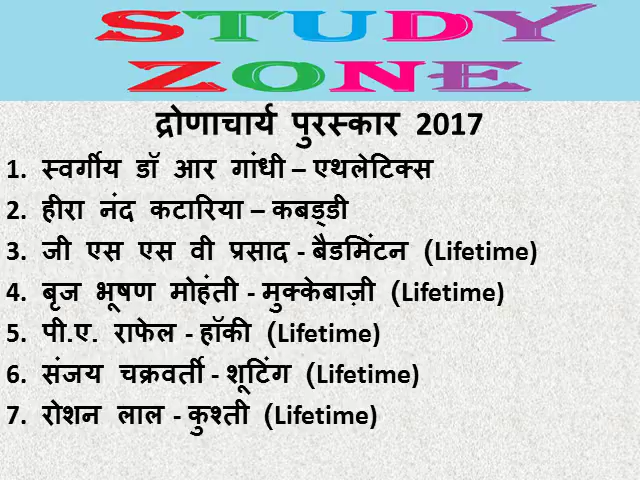 STUDY
ZONE
द्रोणाचार्य पुरस्कार 2017
1. स्वर्गीय डॉ आर गांधी – एथलेटिक्स
2. हीरा नंद कटारिया – कबड्डी
3. जी एस एस वी प्रसाद - बैडमिंटन (Lifetime)
4. बृज भूषण मोहंती - मुक्केबाज़ी (Lifetime)
5. पी.ए. राफेल - हॉकी (Lifetime)
6. संजय चक्रवर्ती - शूटिंग (Lifetime)
7. रोशन लाल - कुश्ती (Lifetime)